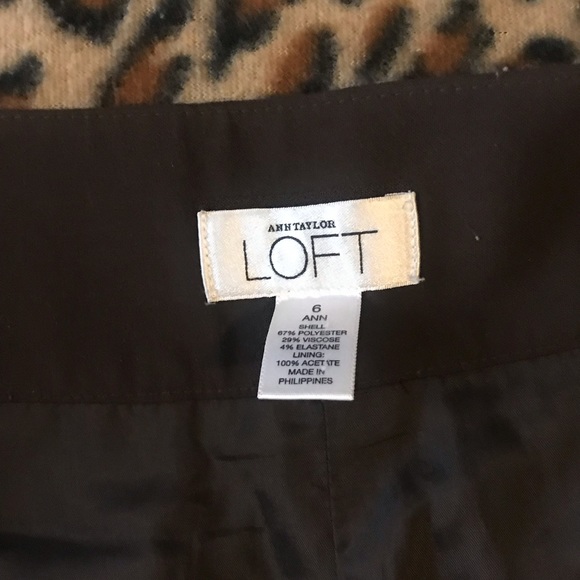 ANN TAYLOR
LOFT
6
ANN
SHELL
67% POLYESTER
29% VISCOSE
4% ELASTANE
LINING:
100% ACETATE
MADE IN
PHILIPPINES